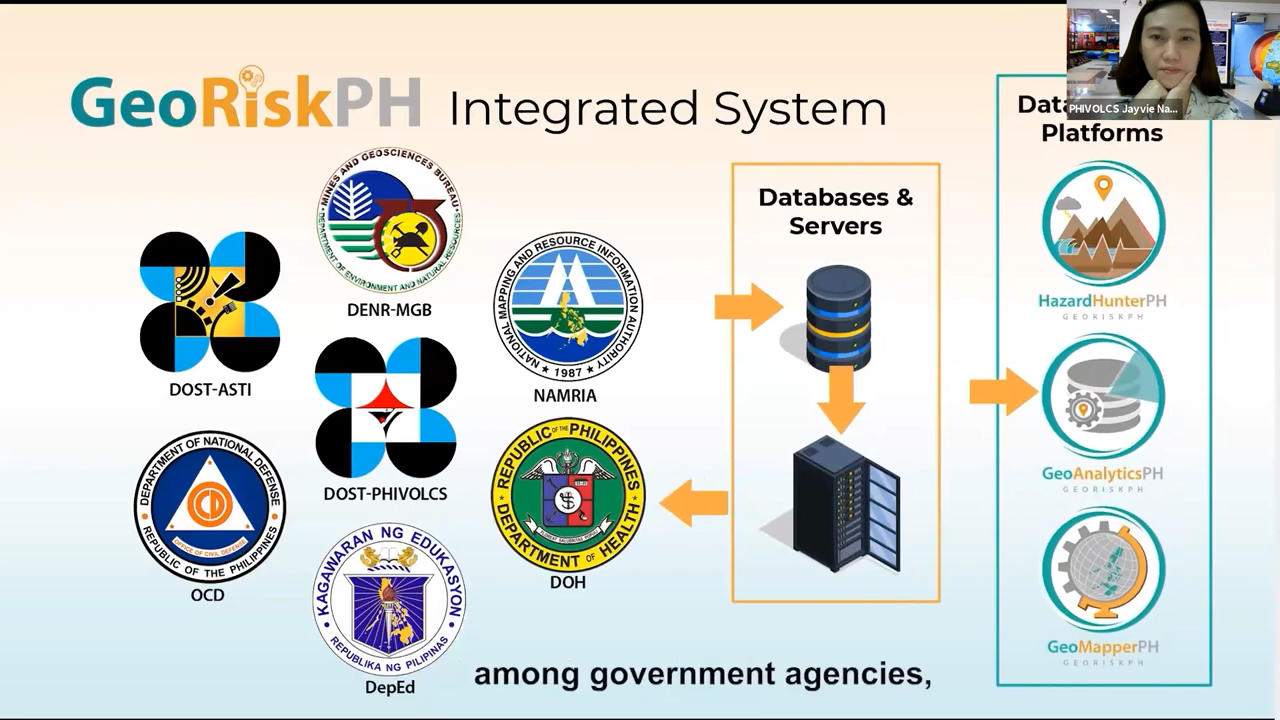 GeoRiskPH Integrated System
PHIVOLCS Jayvie Na...
Platforms
Databases &
Servers
MINES AND GEOSCIENCES BUREAU
DEPARTMENT OF ENVIRONMENT AND NATURAL RESOURCES
DENR-MGB
DOST-ASTI
NATIONAL MAPPING AND RESOURCE INFORMATION AUTHORITY
★ 1987 ★
NAMRIA
DOST-PHIVOLCS
DEPARTMENT OF NATIONAL DEFENSE
OCD
OFFICE OF CIVIL DEFENSE
REPUBLIC OF THE PHILIPPINES
OCD
REPUBLIC OF THE PHILIPPINES
DEPARTMENT OF HEALTH
DOH
KAGAWARAN NG EDUKASYON
REPUBLIKA NG PILIPINAS
DepEd
HazardHunterPH
GEORISKPH
GeoAnalyticsPH
GEORISKPH
GeoMapperPH
GEORISKPH
among government agencies,